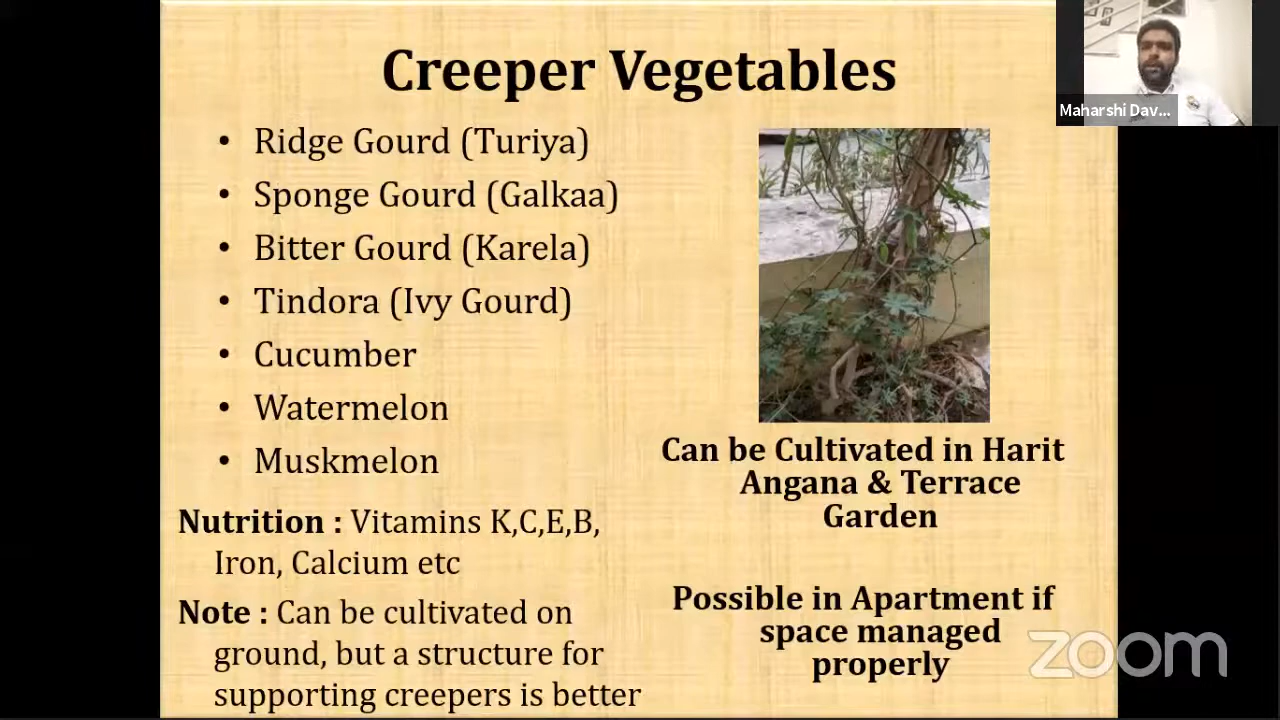 Creeper Vegetables
• Ridge Gourd (Turiya)
• Sponge Gourd (Galkaa)
• Bitter Gourd (Karela)
• Tindora (Ivy Gourd)
• Cucumber
• Watermelon
• Muskmelon
Nutrition : Vitamins K,C,E,B,
Iron, Calcium etc
Note : Can be cultivated on
ground, but a structure for
supporting creepers is better
Can be Cultivated in Harit
Angana & Terrace
Garden
Possible in Apartment if
space managed
properly
Maharshi Dav...
zoom